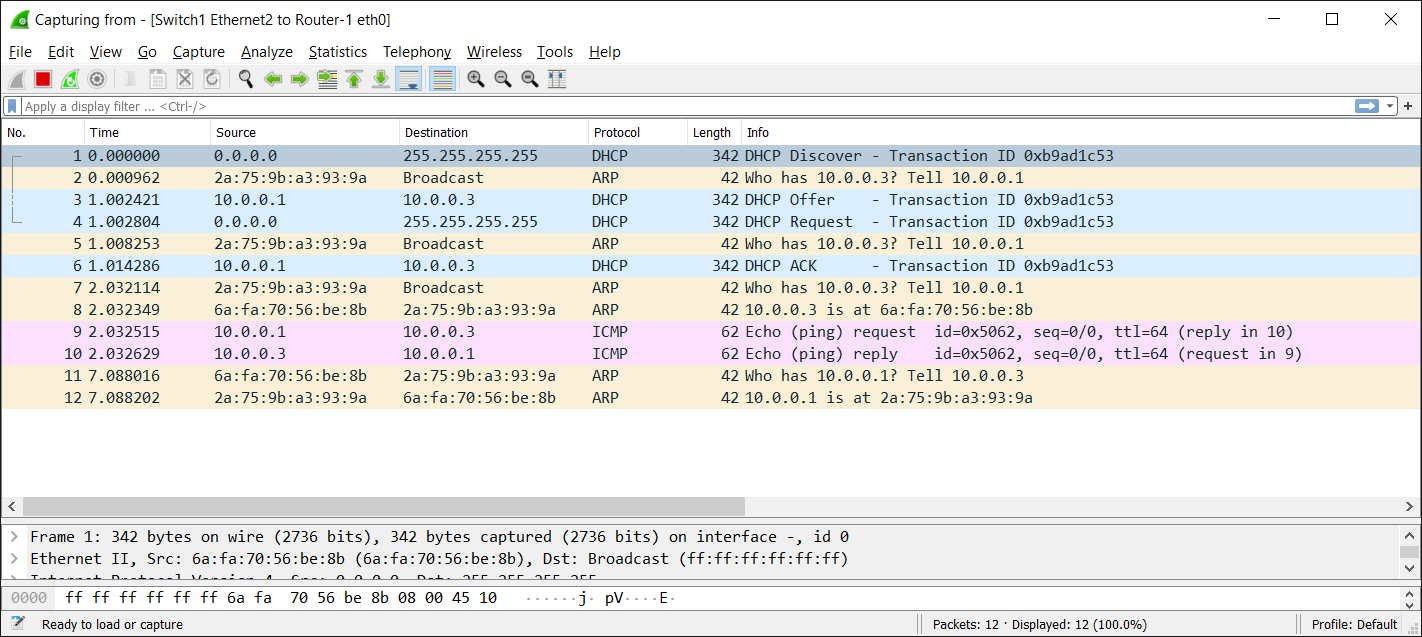 Capturing from - [Switch1 Ethernet2 to Router-1 eth0]
File Edit View Go Capture Analyze Statistics Telephony Wireless Tools Help
Apply a display filter ... <Ctrl-/>
No. Time Source Destination Protocol Length Info
1 0.000000 0.0.0.0 255.255.255.255 DHCP 342 DHCP Discover - Transaction ID 0xb9ad1c53
2 0.000962 2a:75:9b:a3:93:9a Broadcast ARP 42 Who has 10.0.0.3? Tell 10.0.0.1
3 1.002421 10.0.0.1 10.0.0.3 DHCP 342 DHCP Offer - Transaction ID 0xb9ad1c53
4 1.002804 0.0.0.0 255.255.255.255 DHCP 342 DHCP Request - Transaction ID 0xb9ad1c53
5 1.008253 2a:75:9b:a3:93:9a Broadcast ARP 42 Who has 10.0.0.3? Tell 10.0.0.1
6 1.014286 10.0.0.1 10.0.0.3 DHCP 342 DHCP ACK - Transaction ID 0xb9ad1c53
7 2.032114 2a:75:9b:a3:93:9a Broadcast ARP 42 Who has 10.0.0.3? Tell 10.0.0.1
8 2.032349 6a:fa:70:56:be:8b 2a:75:9b:a3:93:9a ARP 42 10.0.0.3 is at 6a:fa:70:56:be:8b
9 2.032515 10.0.0.1 10.0.0.3 ICMP 62 Echo (ping) request id=0x5062, seq=0/0, ttl=64 (reply in 10)
10 2.032629 10.0.0.3 10.0.0.1 ICMP 62 Echo (ping) reply id=0x5062, seq=0/0, ttl=64 (request in 9)
11 7.088016 6a:fa:70:56:be:8b 2a:75:9b:a3:93:9a ARP 42 Who has 10.0.0.1? Tell 10.0.0.3
12 7.088202 2a:75:9b:a3:93:9a 6a:fa:70:56:be:8b ARP 42 10.0.0.1 is at 2a:75:9b:a3:93:9a
Frame 1: 342 bytes on wire (2736 bits), 342 bytes captured (2736 bits) on interface -, id 0
Ethernet II, Src: 6a:fa:70:56:be:8b (6a:fa:70:56:be:8b), Dst: Broadcast (ff:ff:ff:ff:ff:ff)
Internet Protocol Version 4, Src: 0.0.0.0, Dst: 255.255.255.255
0000 ff ff ff ff ff ff 6a fa 70 56 be 8b 08 00 45 10 ······j· pV····E·
Ready to load or capture Packets: 12 · Displayed: 12 (100.0%) Profile: Default